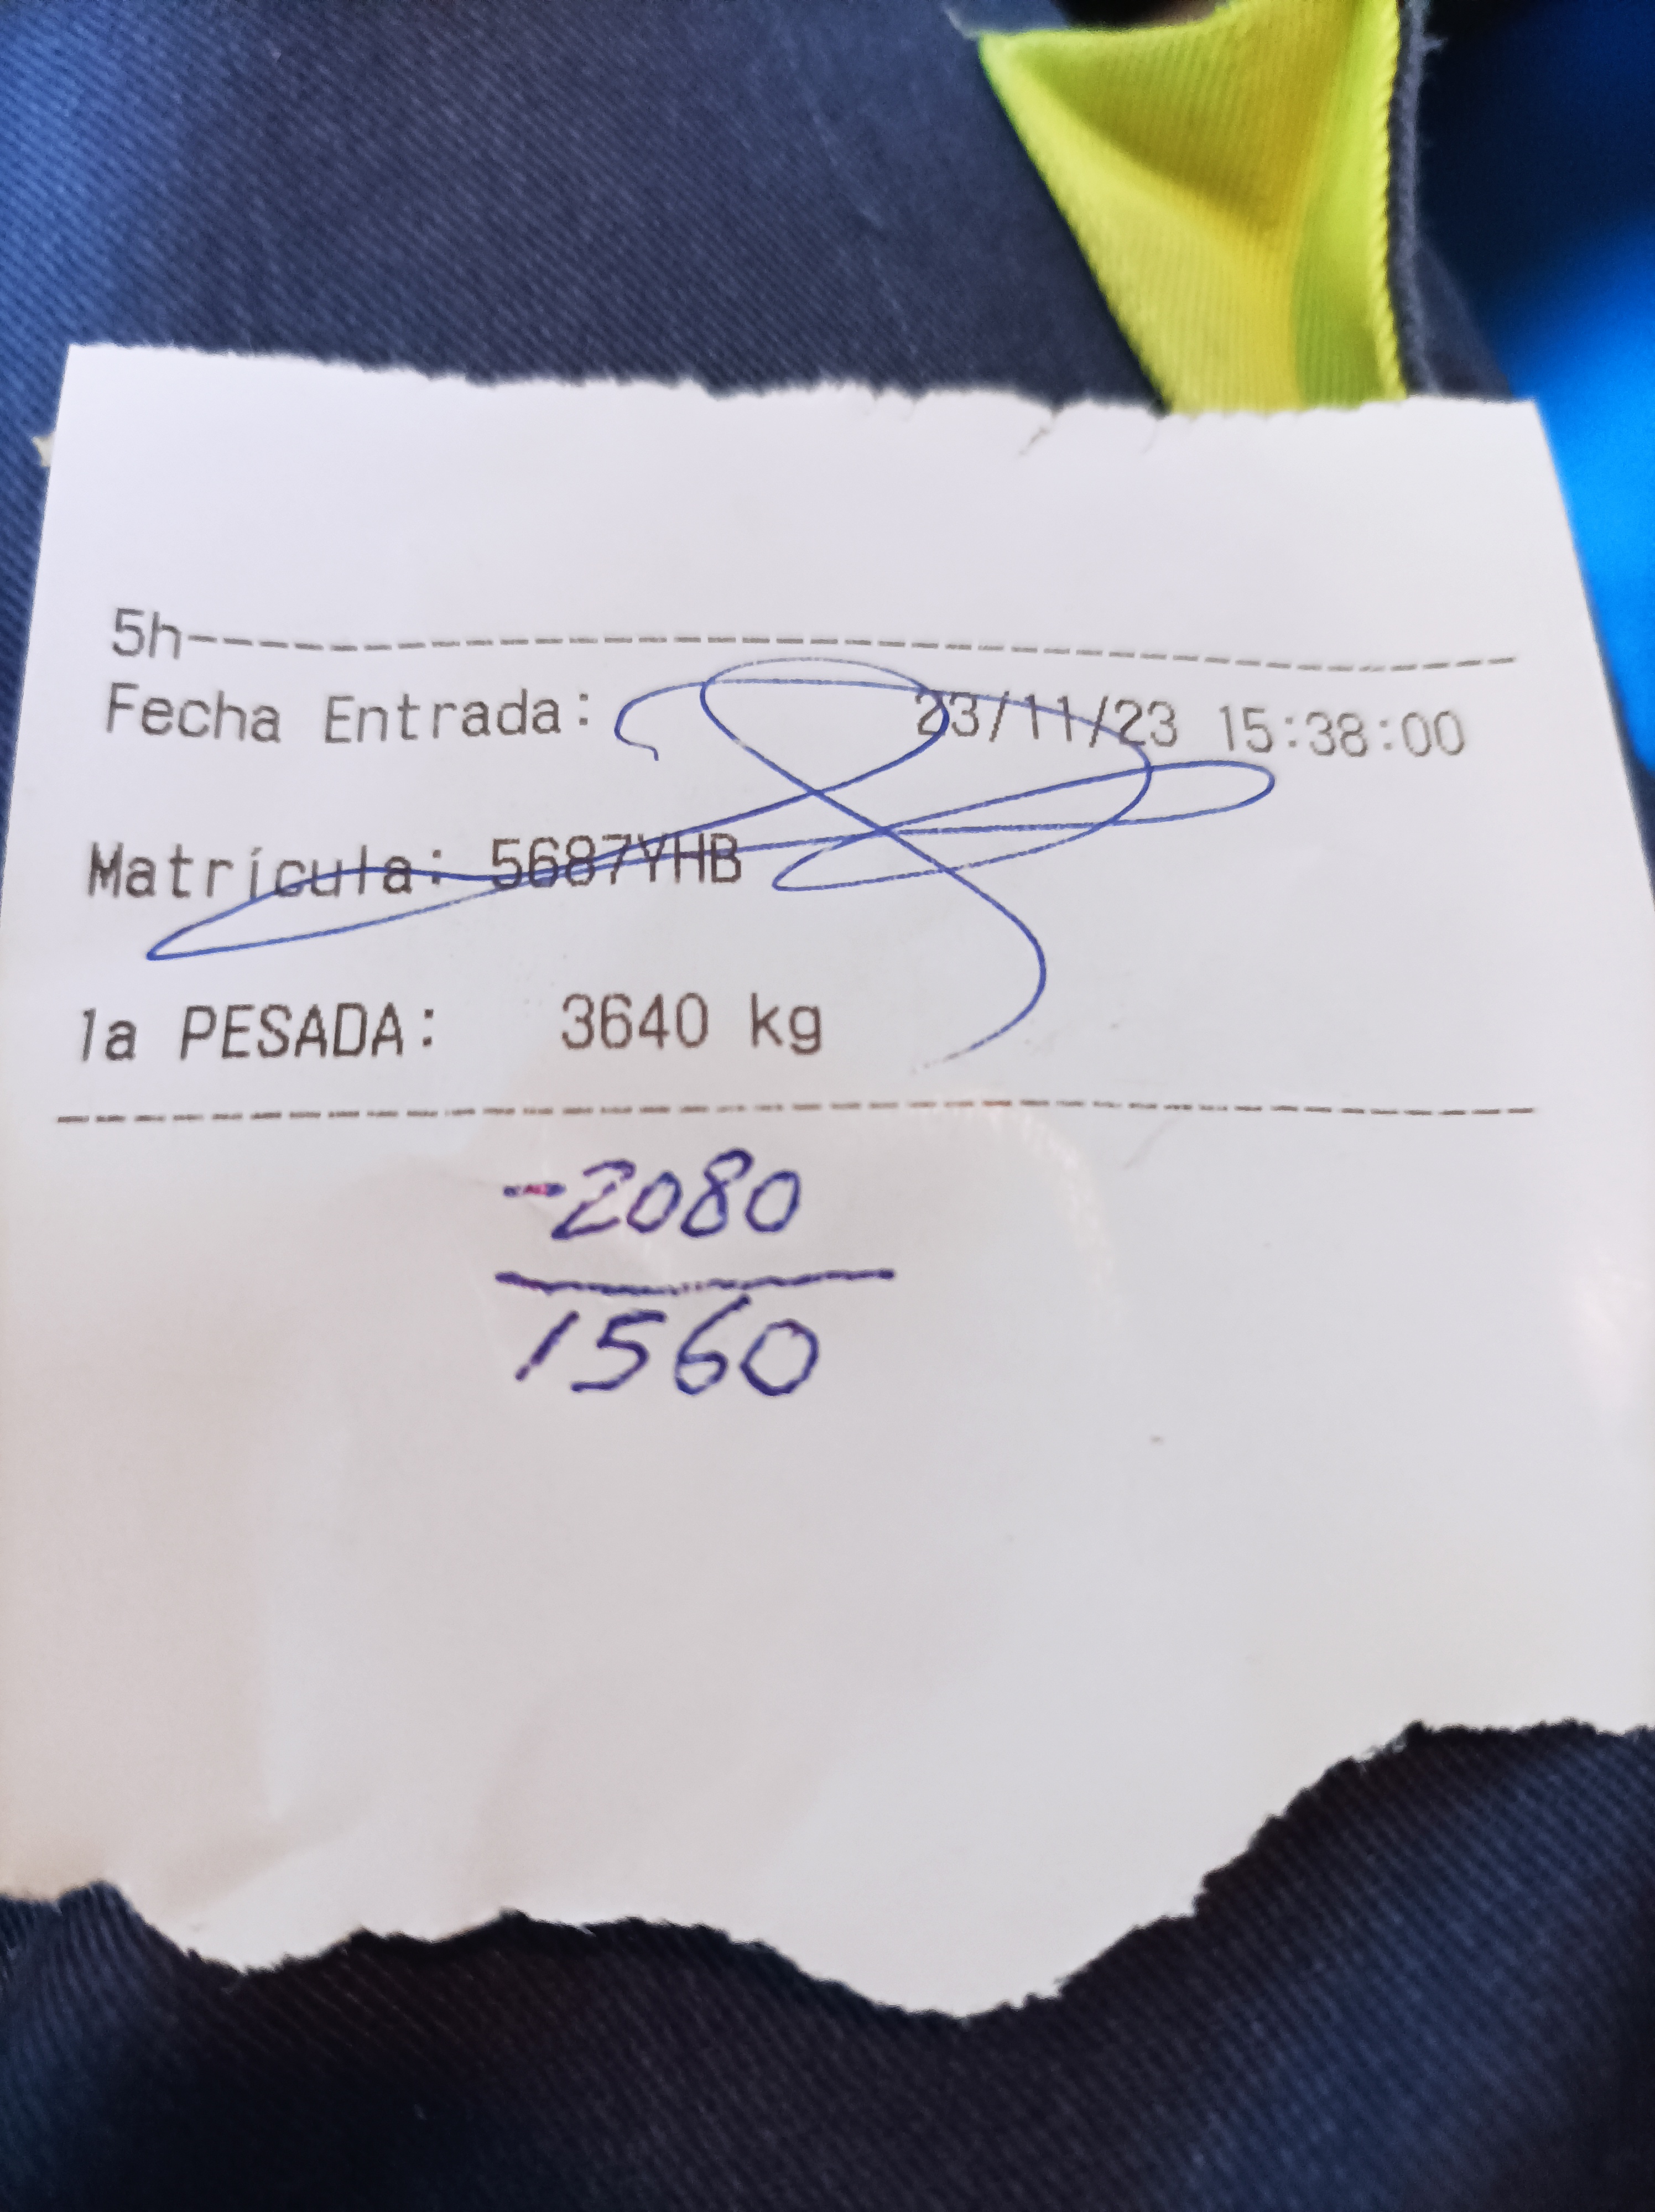 5h--------------------------------------
Fecha Entrada: 23/11/23 15:38:00
Matrícula: 5687YHB
1a PESADA: 3640 kg
----------------------------------------
-2080
1560